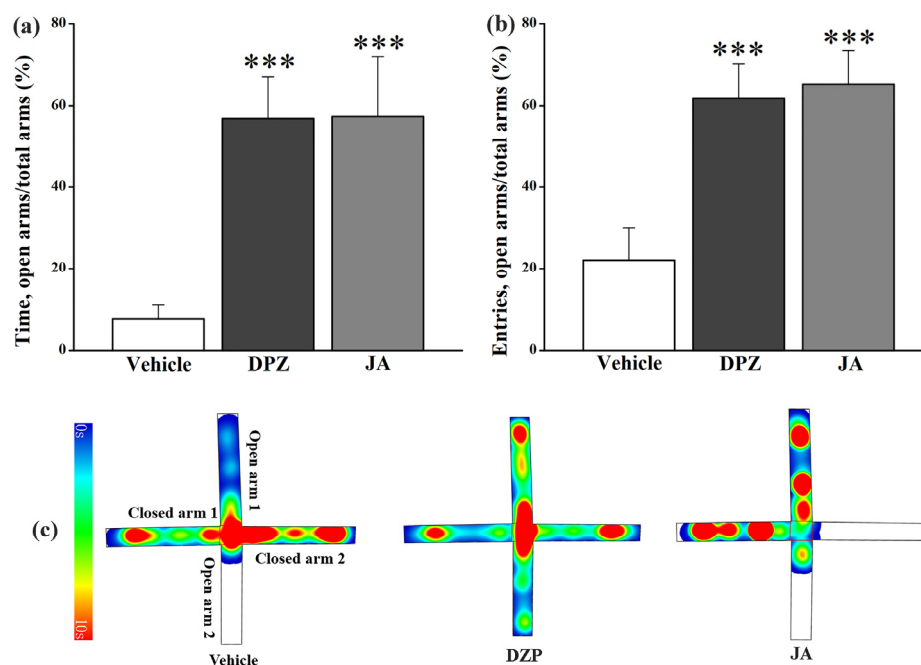 (a)
Time, open arms/total arms (%)
80
60
40
20
0
***
***
Vehicle
DPZ
JA
(b)
Entries, open arms/total arms (%)
80
60
40
20
0
***
***
Vehicle
DPZ
JA
(c)
0s
10s
Open arm 1
Closed arm 1
Closed arm 2
Open arm 2
Vehicle
DZP
JA